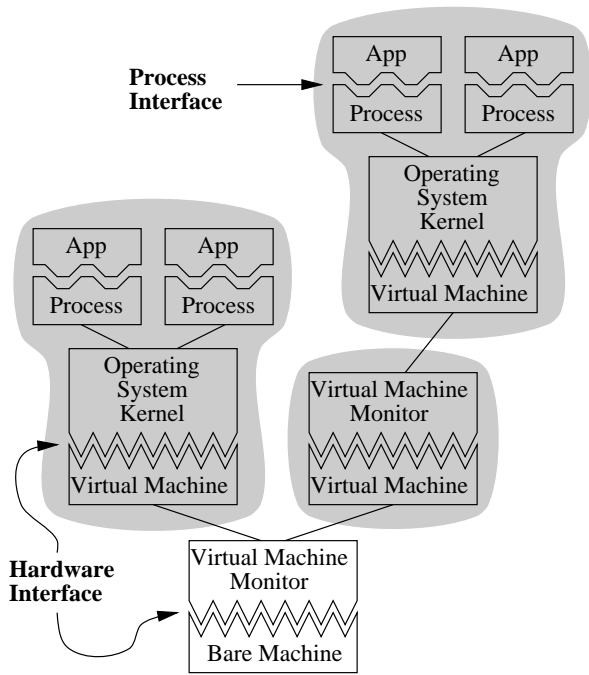 App
App
Process
Interface
Process
Process
Operating
System
Kernel
Virtual Machine
App
App
Process
Process
Operating
System
Kernel
Virtual Machine
Virtual Machine
Monitor
Virtual Machine
Hardware
Interface
Virtual Machine
Monitor
Bare Machine